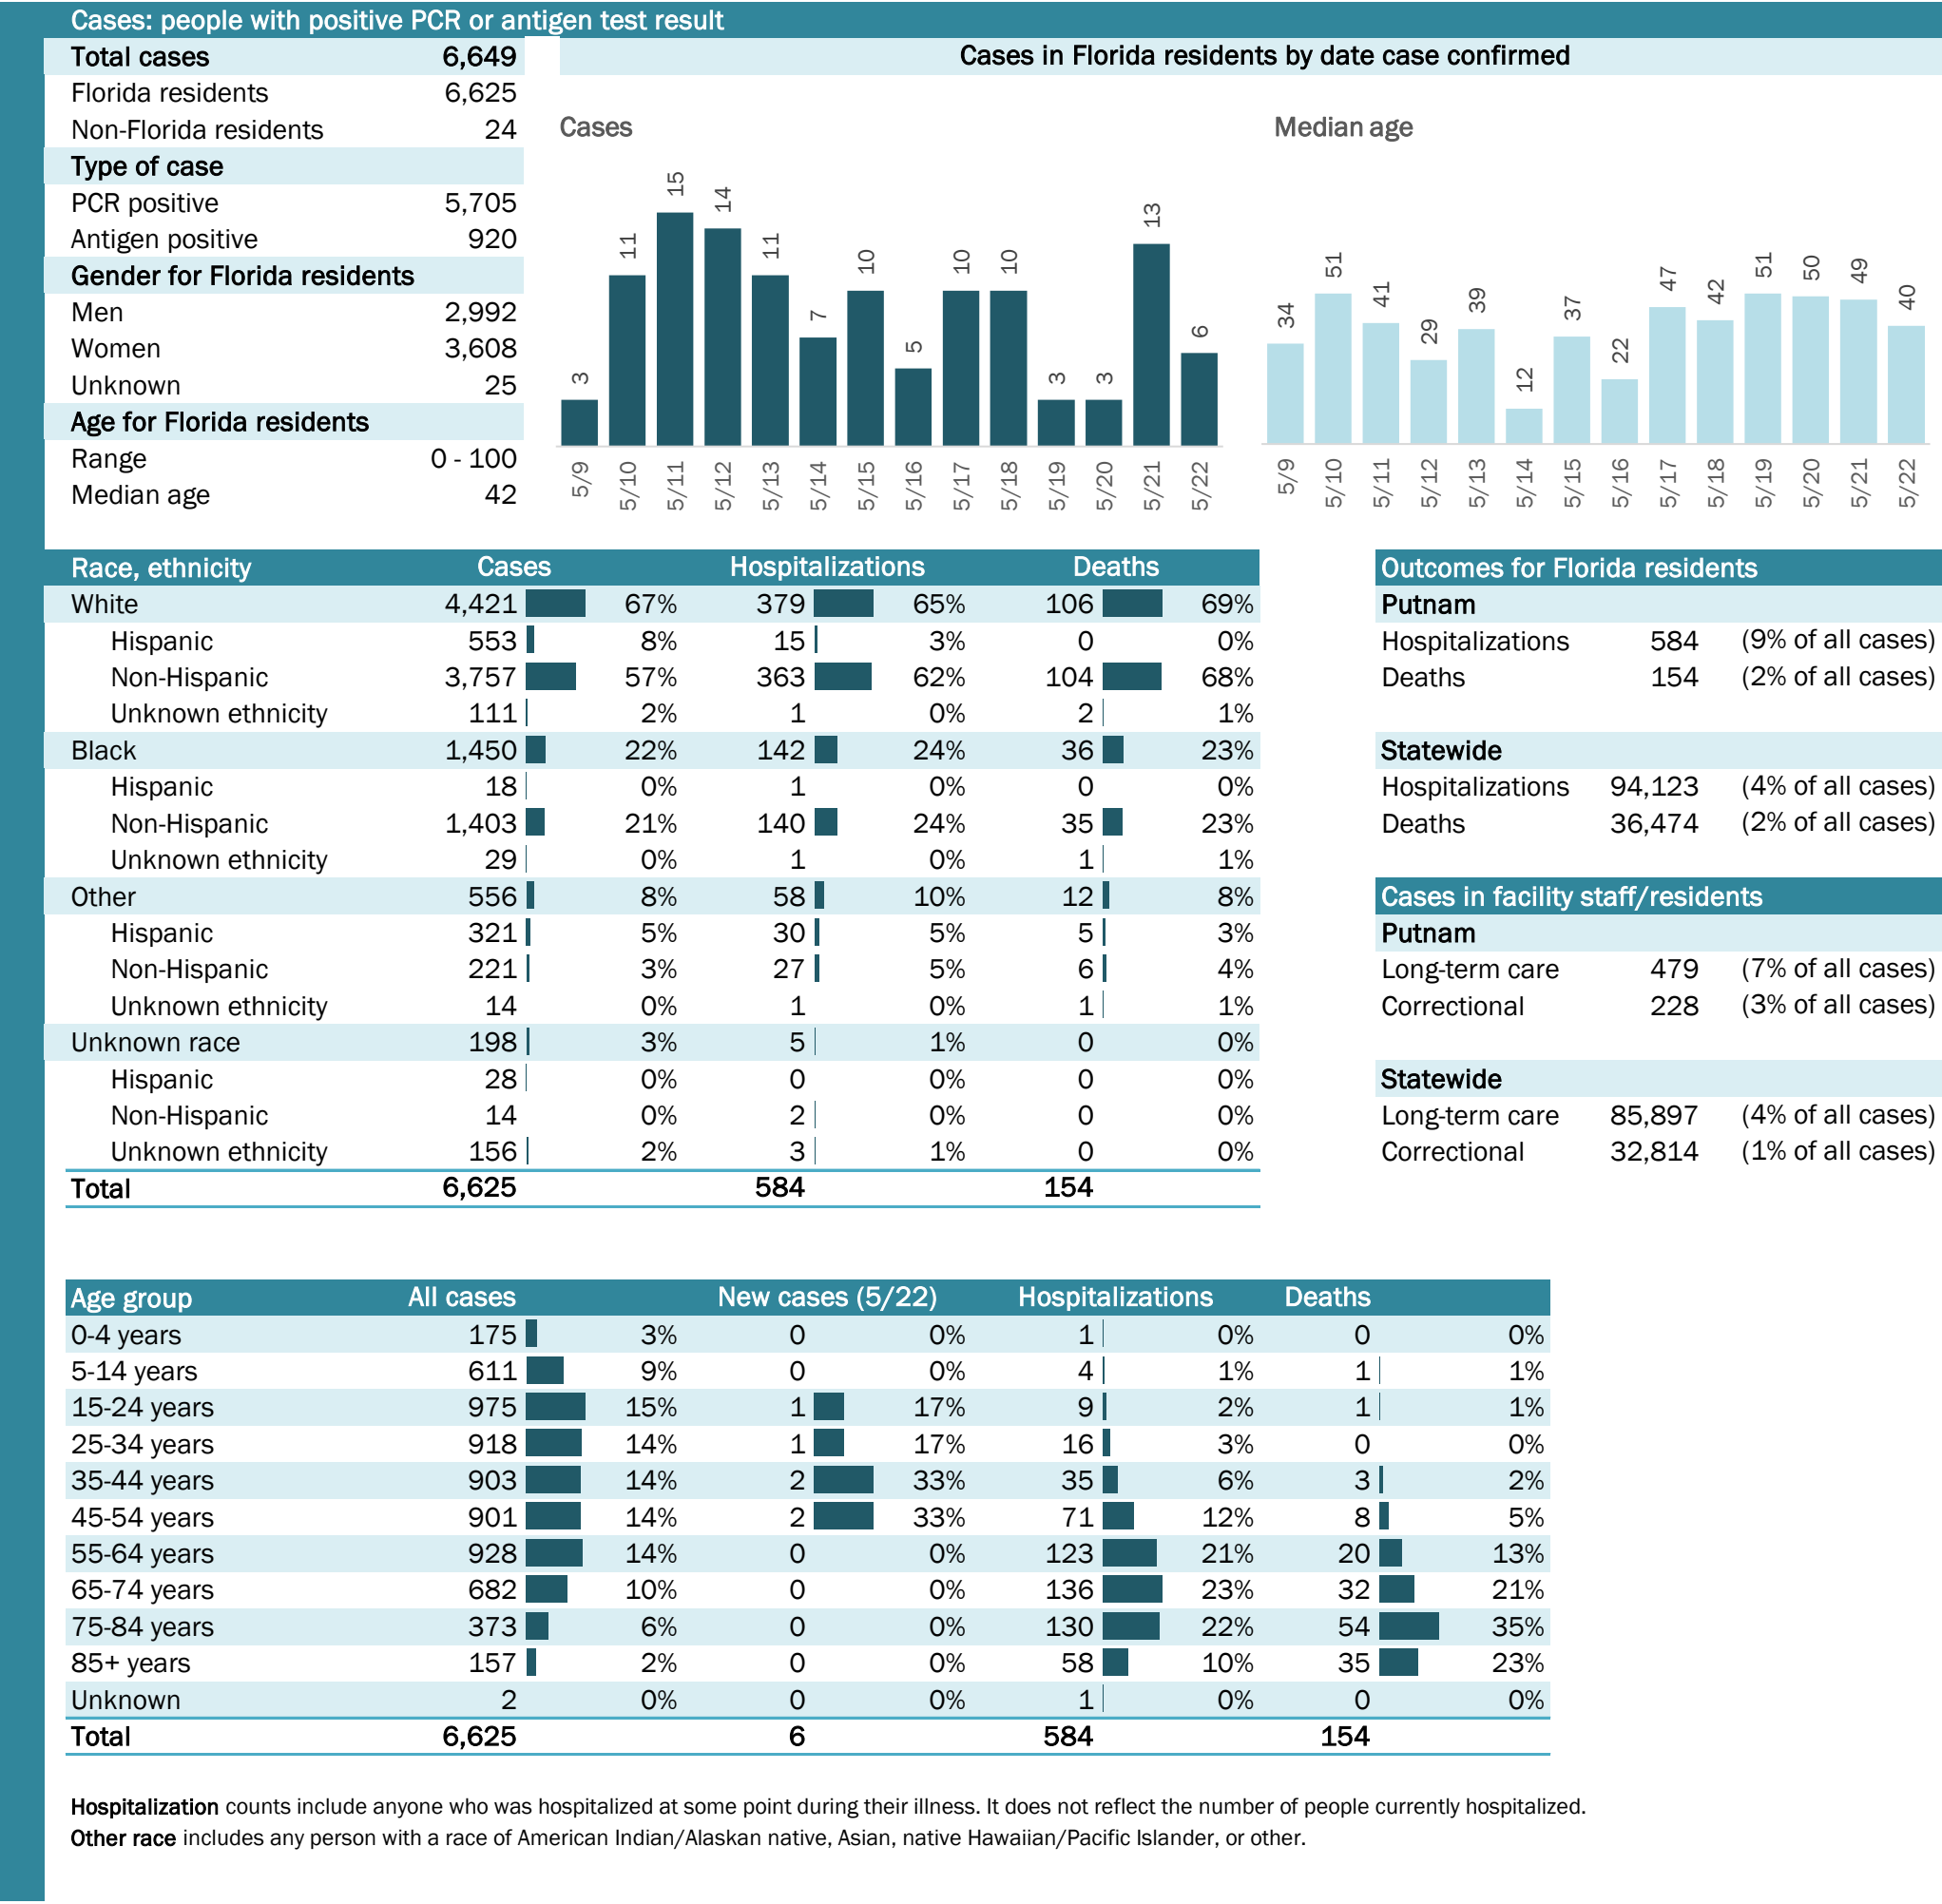 Cases: people with positive PCR or antigen test result
Total cases 6,649
Florida residents 6,625
Non-Florida residents 24
Type of case
PCR positive 5,705
Antigen positive 920
Gender for Florida residents
Men 2,992
Women 3,608
Unknown 25
Age for Florida residents
Range 0 - 100
Median age 42
Cases in Florida residents by date case confirmed
Cases
3 11 15 14 11 7 10 5 10 10 3 3 13 6
5/9 5/10 5/11 5/12 5/13 5/14 5/15 5/16 5/17 5/18 5/19 5/20 5/21 5/22
Median age
34 51 41 29 39 12 37 22 47 42 51 50 49 40
5/9 5/10 5/11 5/12 5/13 5/14 5/15 5/16 5/17 5/18 5/19 5/20 5/21 5/22
Race, ethnicity Cases Hospitalizations Deaths
White 4,421 67% 379 65% 106 69%
Hispanic 553 8% 15 3% 0 0%
Non-Hispanic 3,757 57% 363 62% 104 68%
Unknown ethnicity 111 2% 1 0% 2 1%
Black 1,450 22% 142 24% 36 23%
Hispanic 18 0% 1 0% 0 0%
Non-Hispanic 1,403 21% 140 24% 35 23%
Unknown ethnicity 29 0% 1 0% 1 1%
Other 556 8% 58 10% 12 8%
Hispanic 321 5% 30 5% 5 3%
Non-Hispanic 221 3% 27 5% 6 4%
Unknown ethnicity 14 0% 1 0% 1 1%
Unknown race 198 3% 5 1% 0 0%
Hispanic 28 0% 0 0% 0 0%
Non-Hispanic 14 0% 2 0% 0 0%
Unknown ethnicity 156 2% 3 1% 0 0%
Total 6,625 584 154
Outcomes for Florida residents
Putnam
Hospitalizations 584 (9% of all cases)
Deaths 154 (2% of all cases)
Statewide
Hospitalizations 94,123 (4% of all cases)
Deaths 36,474 (2% of all cases)
Cases in facility staff/residents
Putnam
Long-term care 479 (7% of all cases)
Correctional 228 (3% of all cases)
Statewide
Long-term care 85,897 (4% of all cases)
Correctional 32,814 (1% of all cases)
Age group All cases New cases (5/22) Hospitalizations Deaths
0-4 years 175 3% 0 0% 1 0% 0 0%
5-14 years 611 9% 0 0% 4 1% 1 1%
15-24 years 975 15% 1 17% 9 2% 1 1%
25-34 years 918 14% 1 17% 16 3% 0 0%
35-44 years 903 14% 2 33% 35 6% 3 2%
45-54 years 901 14% 2 33% 71 12% 8 5%
55-64 years 928 14% 0 0% 123 21% 20 13%
65-74 years 682 10% 0 0% 136 23% 32 21%
75-84 years 373 6% 0 0% 130 22% 54 35%
85+ years 157 2% 0 0% 58 10% 35 23%
Unknown 2 0% 0 0% 1 0% 0 0%
Total 6,625 6 584 154
Hospitalization counts include anyone who was hospitalized at some point during their illness. It does not reflect the number of people currently hospitalized.
Other race includes any person with a race of American Indian/Alaskan native, Asian, native Hawaiian/Pacific Islander, or other.